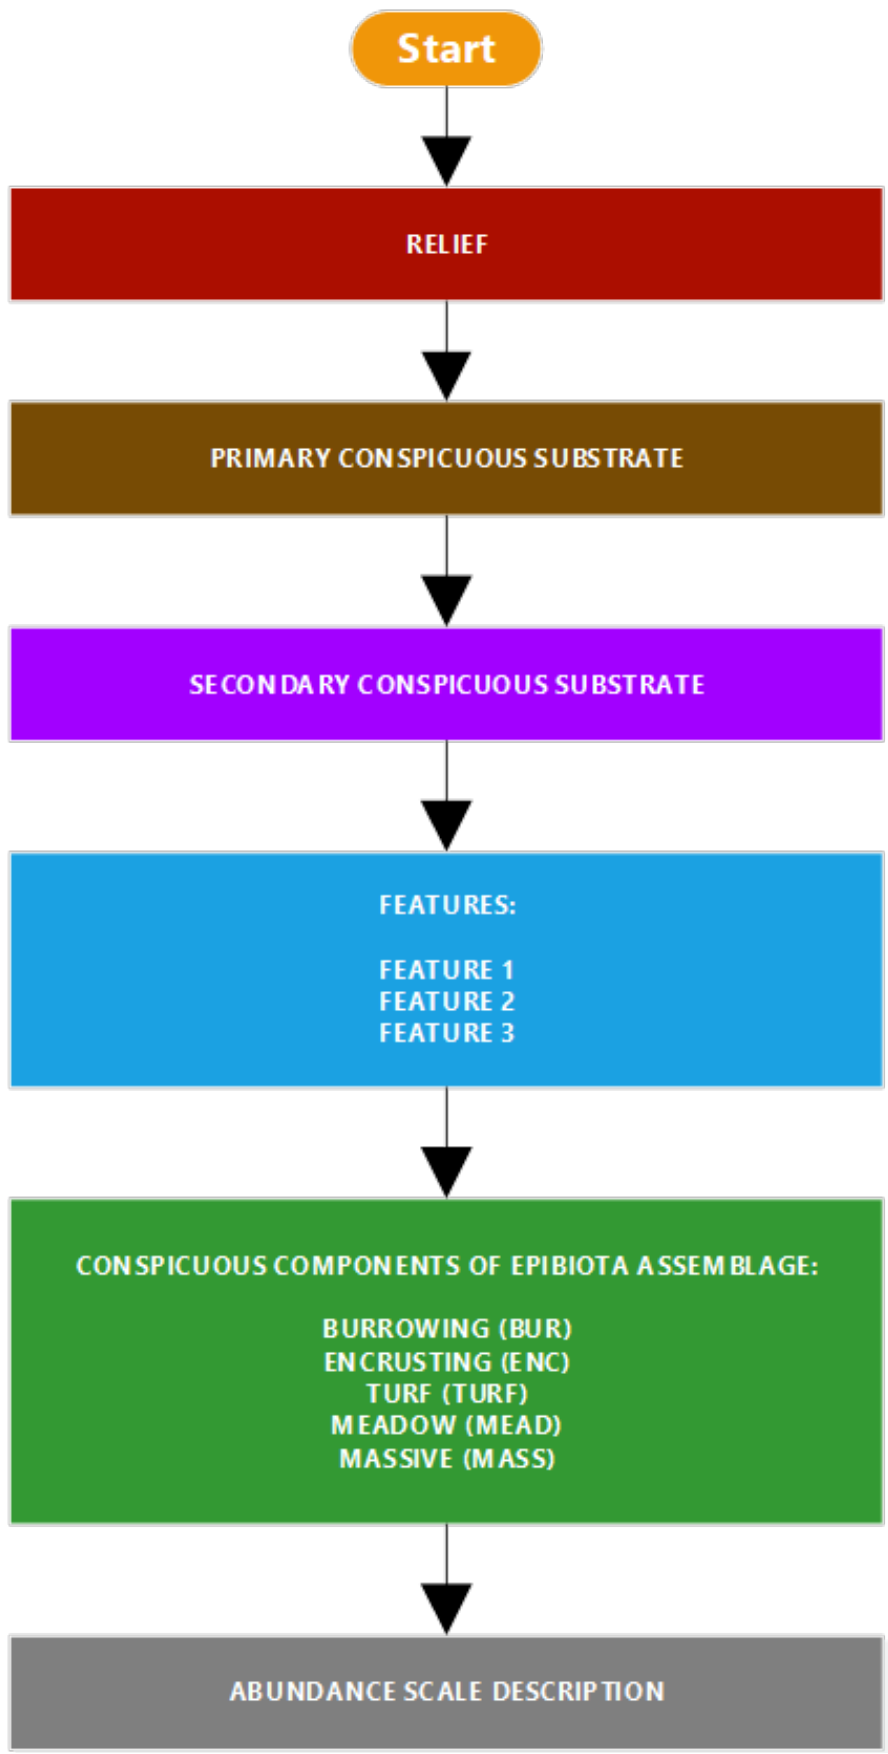 Start
RELIEF
PRIMARY CONSPICUOUS SUBSTRATE
SECONDARY CONSPICUOUS SUBSTRATE
FEATURES:
FEATURE 1
FEATURE 2
FEATURE 3
CONSPICUOUS COMPONENTS OF EPIBIOTA ASSEMBLAGE:
BURROWING (BUR)
ENCRUSTING (ENC)
TURF (TURF)
MEADOW (MEAD)
MASSIVE (MASS)
ABUNDANCE SCALE DESCRIPTION